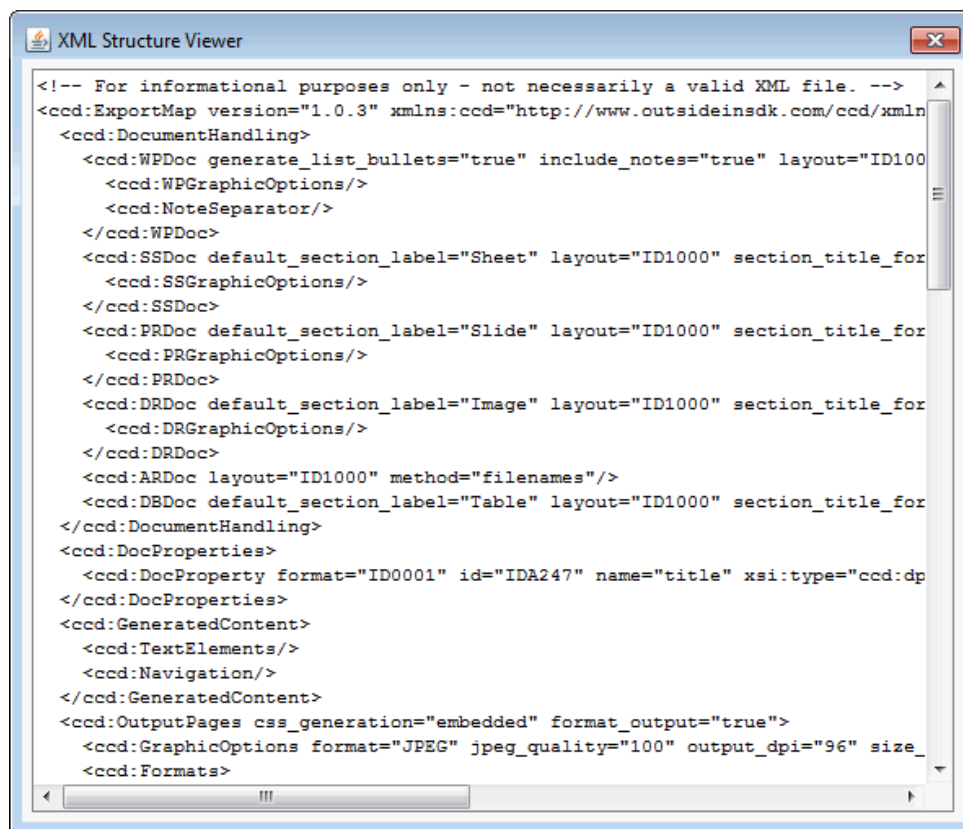 XML Structure Viewer
<!-- For informational purposes only - not necessarily a valid XML file. -->
<ccd:ExportMap version="1.0.3" xmlns:ccd="http://www.outsideinsdk.com/ccd/xmln
<ccd:DocumentHandling>
<ccd:WPDoc generate_list_bullets="true" include_notes="true" layout="ID100
<ccd:WPGraphicOptions/>
<ccd:NoteSeparator/>
</ccd:WPDoc>
<ccd:SSDoc default_section_label="Sheet" layout="ID1000" section_title_for
<ccd:SSGraphicOptions/>
</ccd:SSDoc>
<ccd:PRDoc default_section_label="Slide" layout="ID1000" section_title_for
<ccd:PRGraphicOptions/>
</ccd:PRDoc>
<ccd:DRDoc default_section_label="Image" layout="ID1000" section_title_for
<ccd:DRGraphicOptions/>
</ccd:DRDoc>
<ccd:ARDoc layout="ID1000" method="filenames"/>
<ccd:DBDoc default_section_label="Table" layout="ID1000" section_title_for
</ccd:DocumentHandling>
<ccd:DocProperties>
<ccd:DocProperty format="ID0001" id="IDA247" name="title" xsi:type="ccd:dp
</ccd:DocProperties>
<ccd:GeneratedContent>
<ccd:TextElements/>
<ccd:Navigation/>
</ccd:GeneratedContent>
<ccd:OutputPages css_generation="embedded" format_output="true">
<ccd:GraphicOptions format="JPEG" jpeg_quality="100" output_dpi="96" size_
<ccd:Formats>